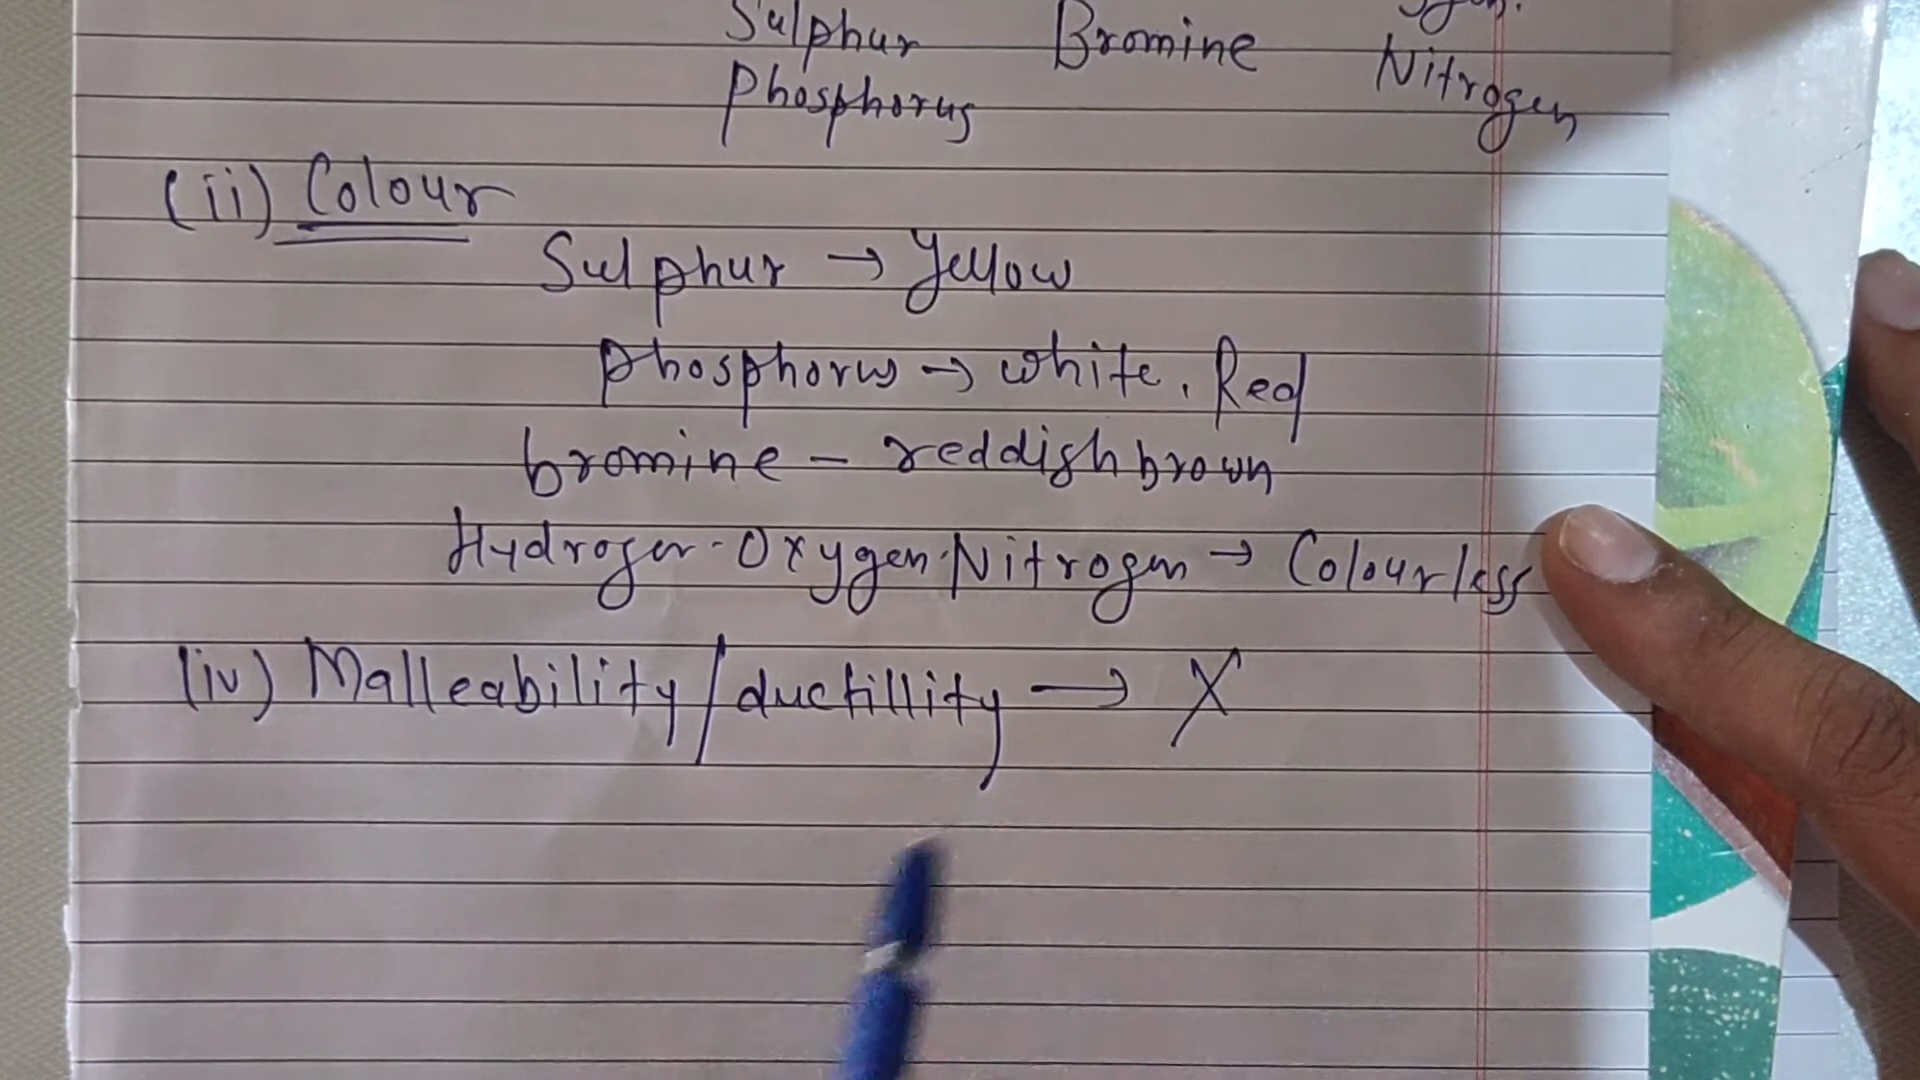 Sulphur Bromine
Nitrogen
Phosphorus
(ii) Colour
Sulphur → Yellow
Phosphorus → white, Red
bromine – reddish brown
Hydrogen · Oxygen · Nitrogen → Colourless
(iv) Malleability / ductillity → X